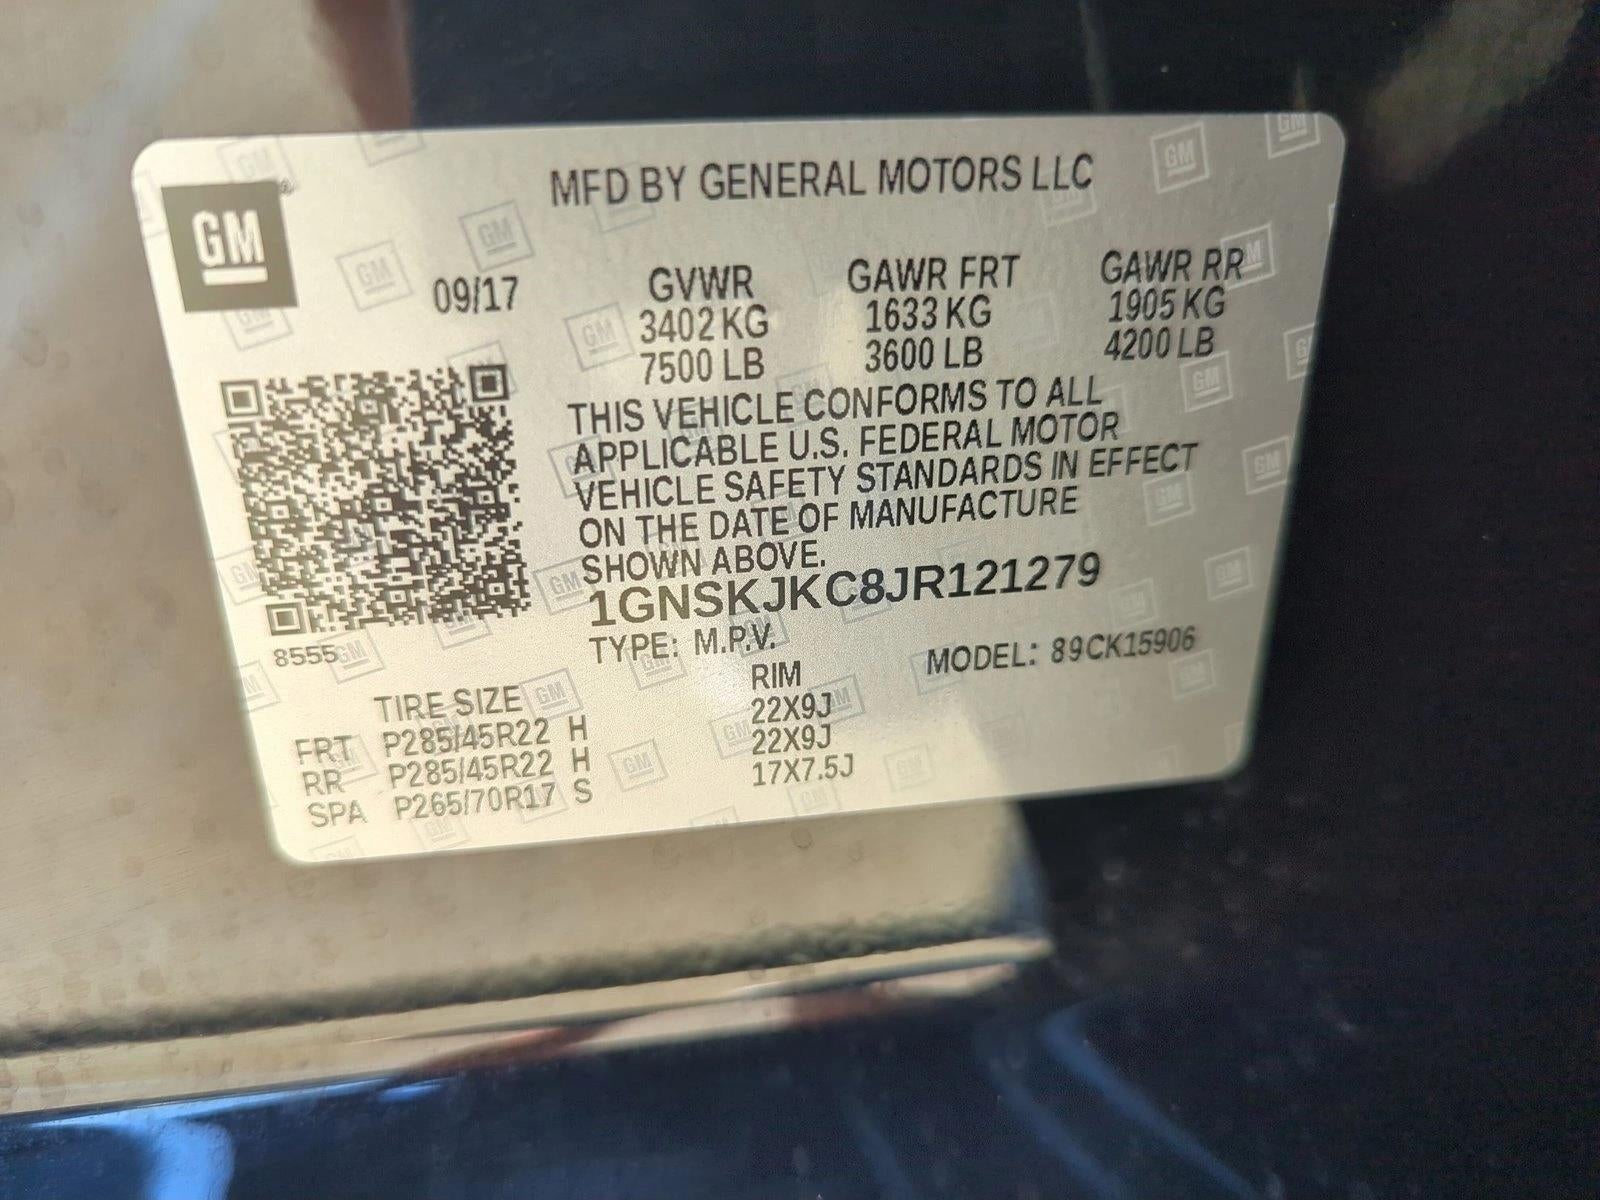 MFD BY GENERAL MOTORS LLC
GM
09/17
GVWR GAWR FRT GAWR RR
3402 KG 1633 KG 1905 KG
7500 LB 3600 LB 4200 LB
THIS VEHICLE CONFORMS TO ALL
APPLICABLE U.S. FEDERAL MOTOR
VEHICLE SAFETY STANDARDS IN EFFECT
ON THE DATE OF MANUFACTURE
SHOWN ABOVE.
1GNSKJKC8JR121279
8555
TYPE: M.P.V. MODEL: 89CK15906
TIRE SIZE RIM
FRT P285/45R22 H 22X9J
RR P285/45R22 H 22X9J
SPA P265/70R17 S 17X7.5J